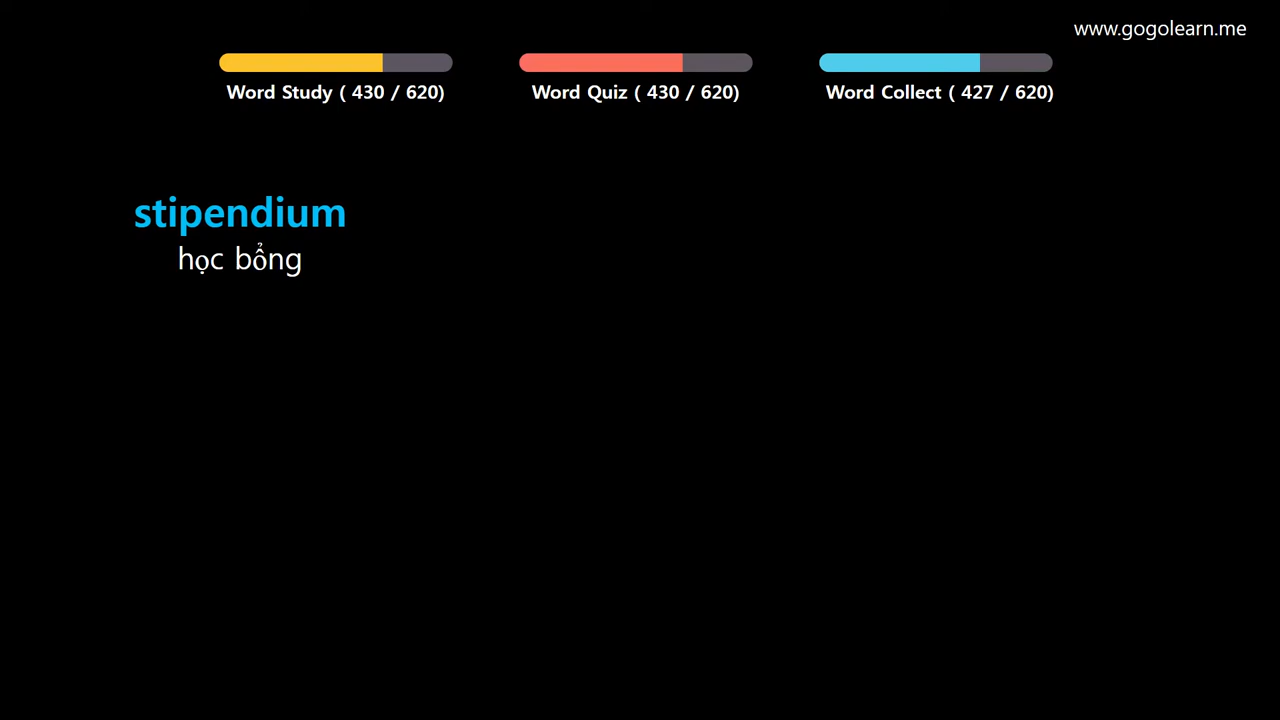 www.gogolearn.me
Word Study ( 430 / 620)
Word Quiz ( 430 / 620)
Word Collect ( 427 / 620)
stipendium
học bổng